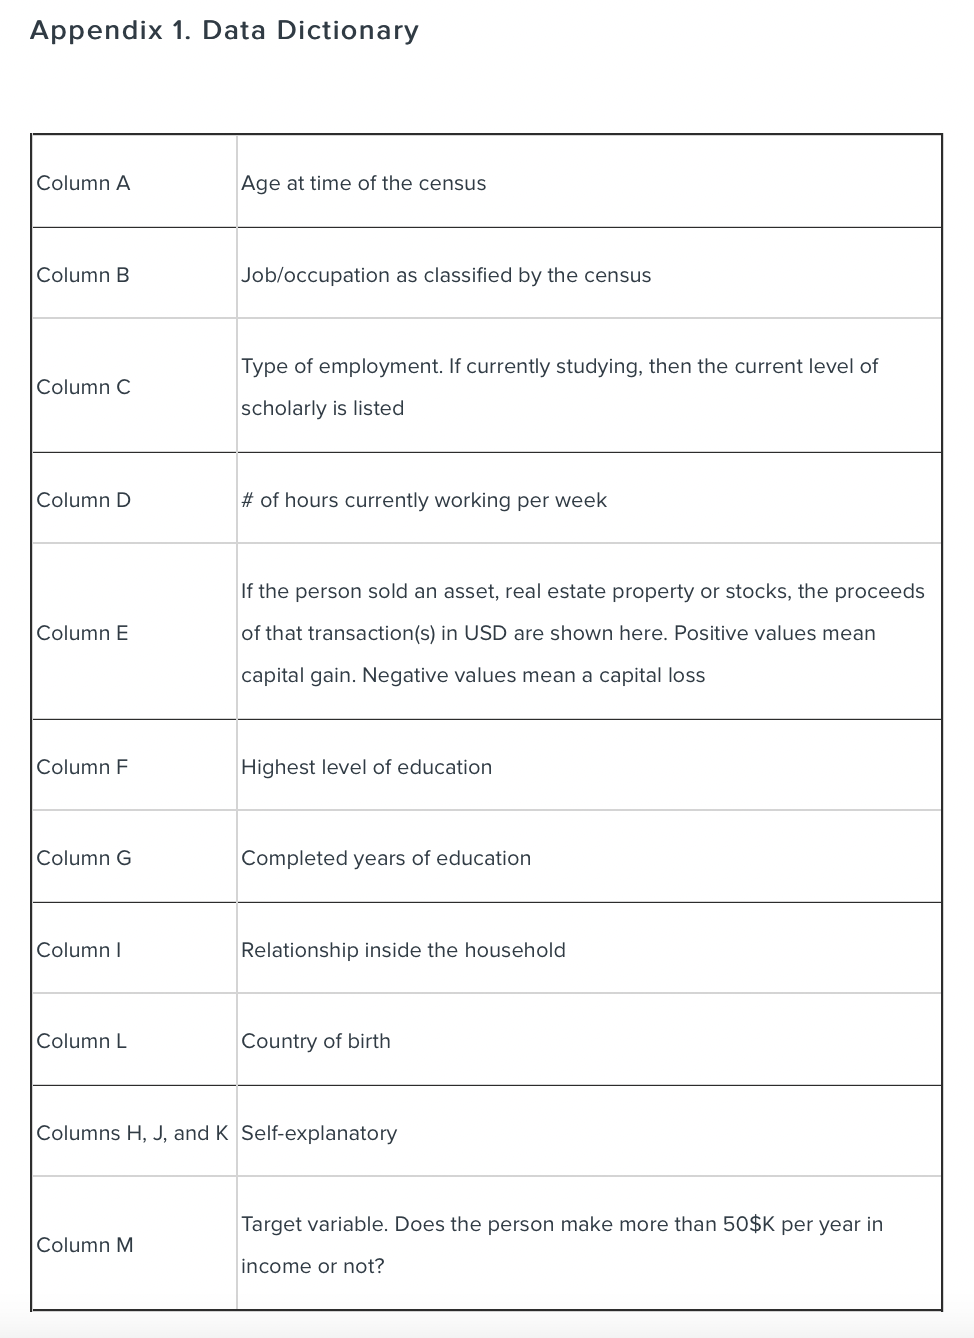 Appendix 1. Data Dictionary
Column A
Age at time of the census
Column B
Job/occupation as classified by the census
Column C
Type of employment. If currently studying, then the current level of
scholarly is listed
Column D
# of hours currently working per week
Column E
If the person sold an asset, real estate property or stocks, the proceeds
of that transaction(s) in USD are shown here. Positive values mean
capital gain. Negative values mean a capital loss
Column F
Highest level of education
Column G
Completed years of education
Column I
Relationship inside the household
Column L
Country of birth
Columns H, J, and K
Self-explanatory
Column M
Target variable. Does the person make more than 50$K per year in
income or not?